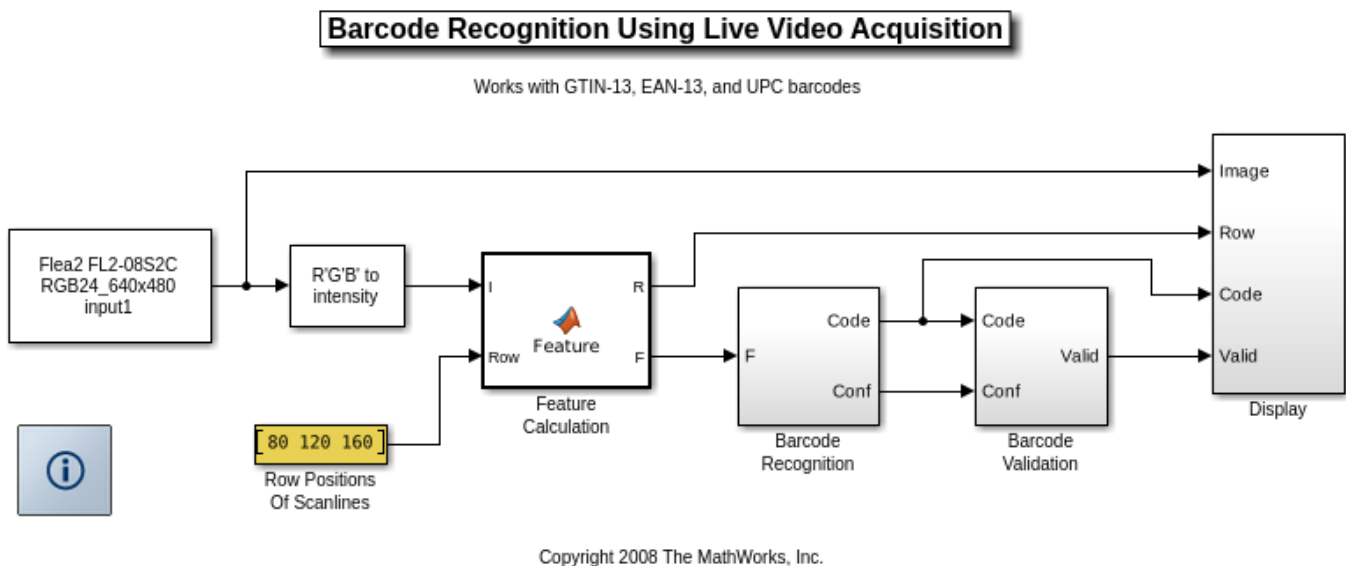 Barcode Recognition Using Live Video Acquisition
Works with GTIN-13, EAN-13, and UPC barcodes
Flea2 FL2-08S2C
RGB24_640x480
input1
R'G'B' to
intensity
I
Row
Feature
R
F
Feature
Calculation
[80 120 160]
Row Positions
Of Scanlines
F
Code
Conf
Barcode
Recognition
Code
Conf
Valid
Barcode
Validation
Image
Row
Code
Valid
Display
i
Copyright 2008 The MathWorks, Inc.